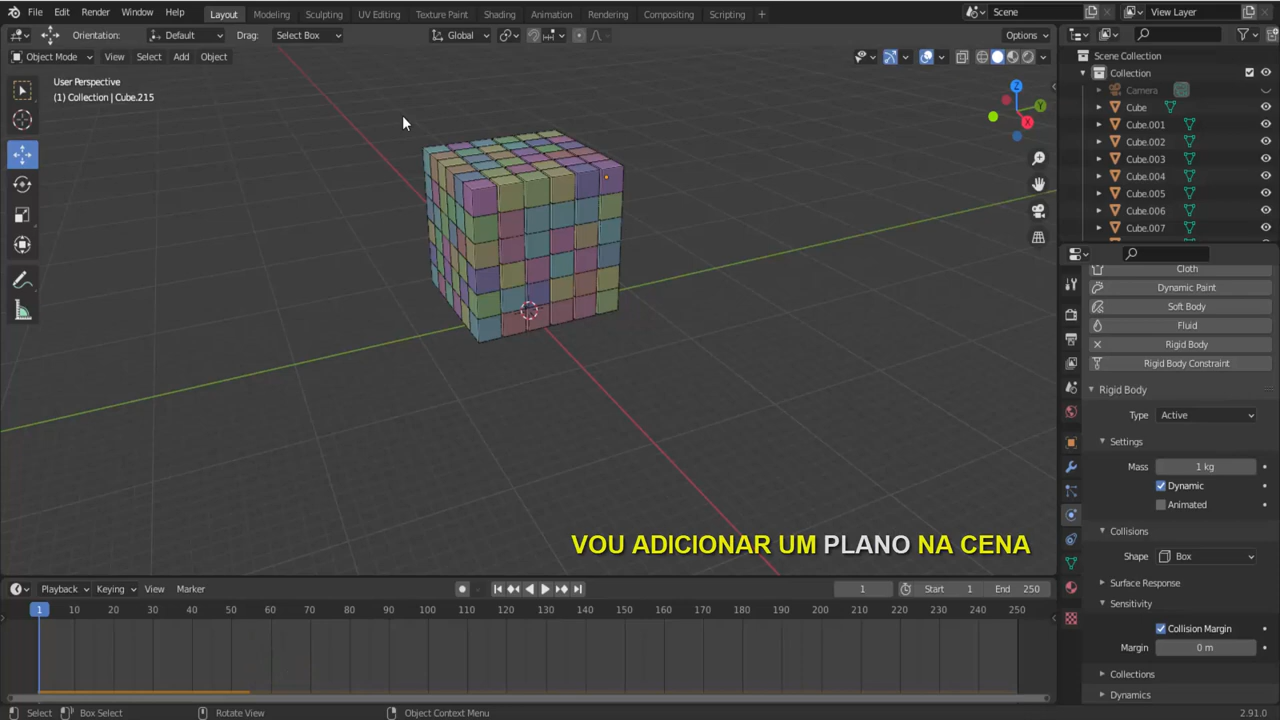 File Edit Render Window Help Layout Modeling Sculpting UV Editing Texture Paint Shading Animation Rendering Compositing Scripting + Scene View Layer
Orientation: Default Drag: Select Box Global Options
Object Mode View Select Add Object
User Perspective
(1) Collection | Cube.215
X
Y
Z
Scene Collection
Collection
Camera
Cube
Cube.001
Cube.002
Cube.003
Cube.004
Cube.005
Cube.006
Cube.007
Cloth
Dynamic Paint
Soft Body
Fluid
Rigid Body
Rigid Body Constraint
Rigid Body
Type Active
Settings
Mass 1 kg
Dynamic
Animated
Collisions
Shape Box
Surface Response
Sensitivity
Collision Margin
Margin 0 m
Collections
Dynamics
VOU ADICIONAR UM PLANO NA CENA
Playback Keying View Marker 1 Start 1 End 250
1 10 20 30 40 50 60 70 80 90 100 110 120 130 140 150 160 170 180 190 200 210 220 230 240 250
Select Box Select Rotate View Object Context Menu 2.91.0